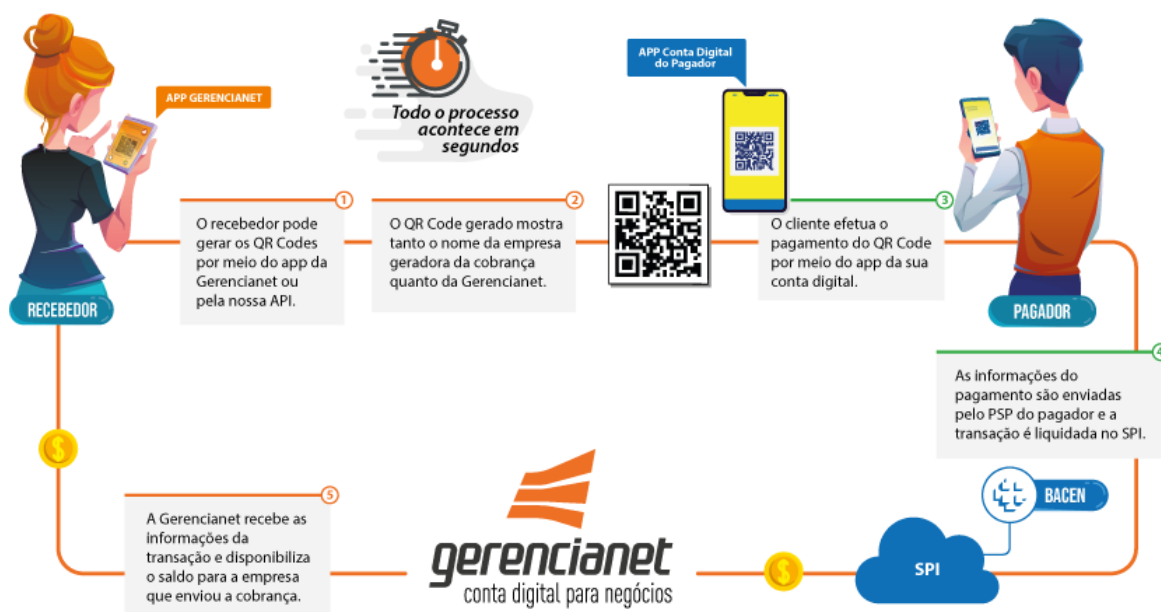 APP GERENCIANET
Todo o processo
acontece em
segundos
APP Conta Digital
do Pagador
1
O recebedor pode
gerar os QR Codes
por meio do app da
Gerencianet ou
pela nossa API.
2
O QR Code gerado mostra
tanto o nome da empresa
geradora da cobrança
quanto da Gerencianet.
3
O cliente efetua o
pagamento do QR Code
por meio do app da sua
conta digital.
RECEBEDOR
PAGADOR
4
As informações do
pagamento são enviadas
pelo PSP do pagador e a
transação é liquidada no SPI.
BACEN
SPI
$
gerencianet
conta digital para negócios
$
5
A Gerencianet recebe as
informações da
transação e disponibiliza
o saldo para a empresa
que enviou a cobrança.